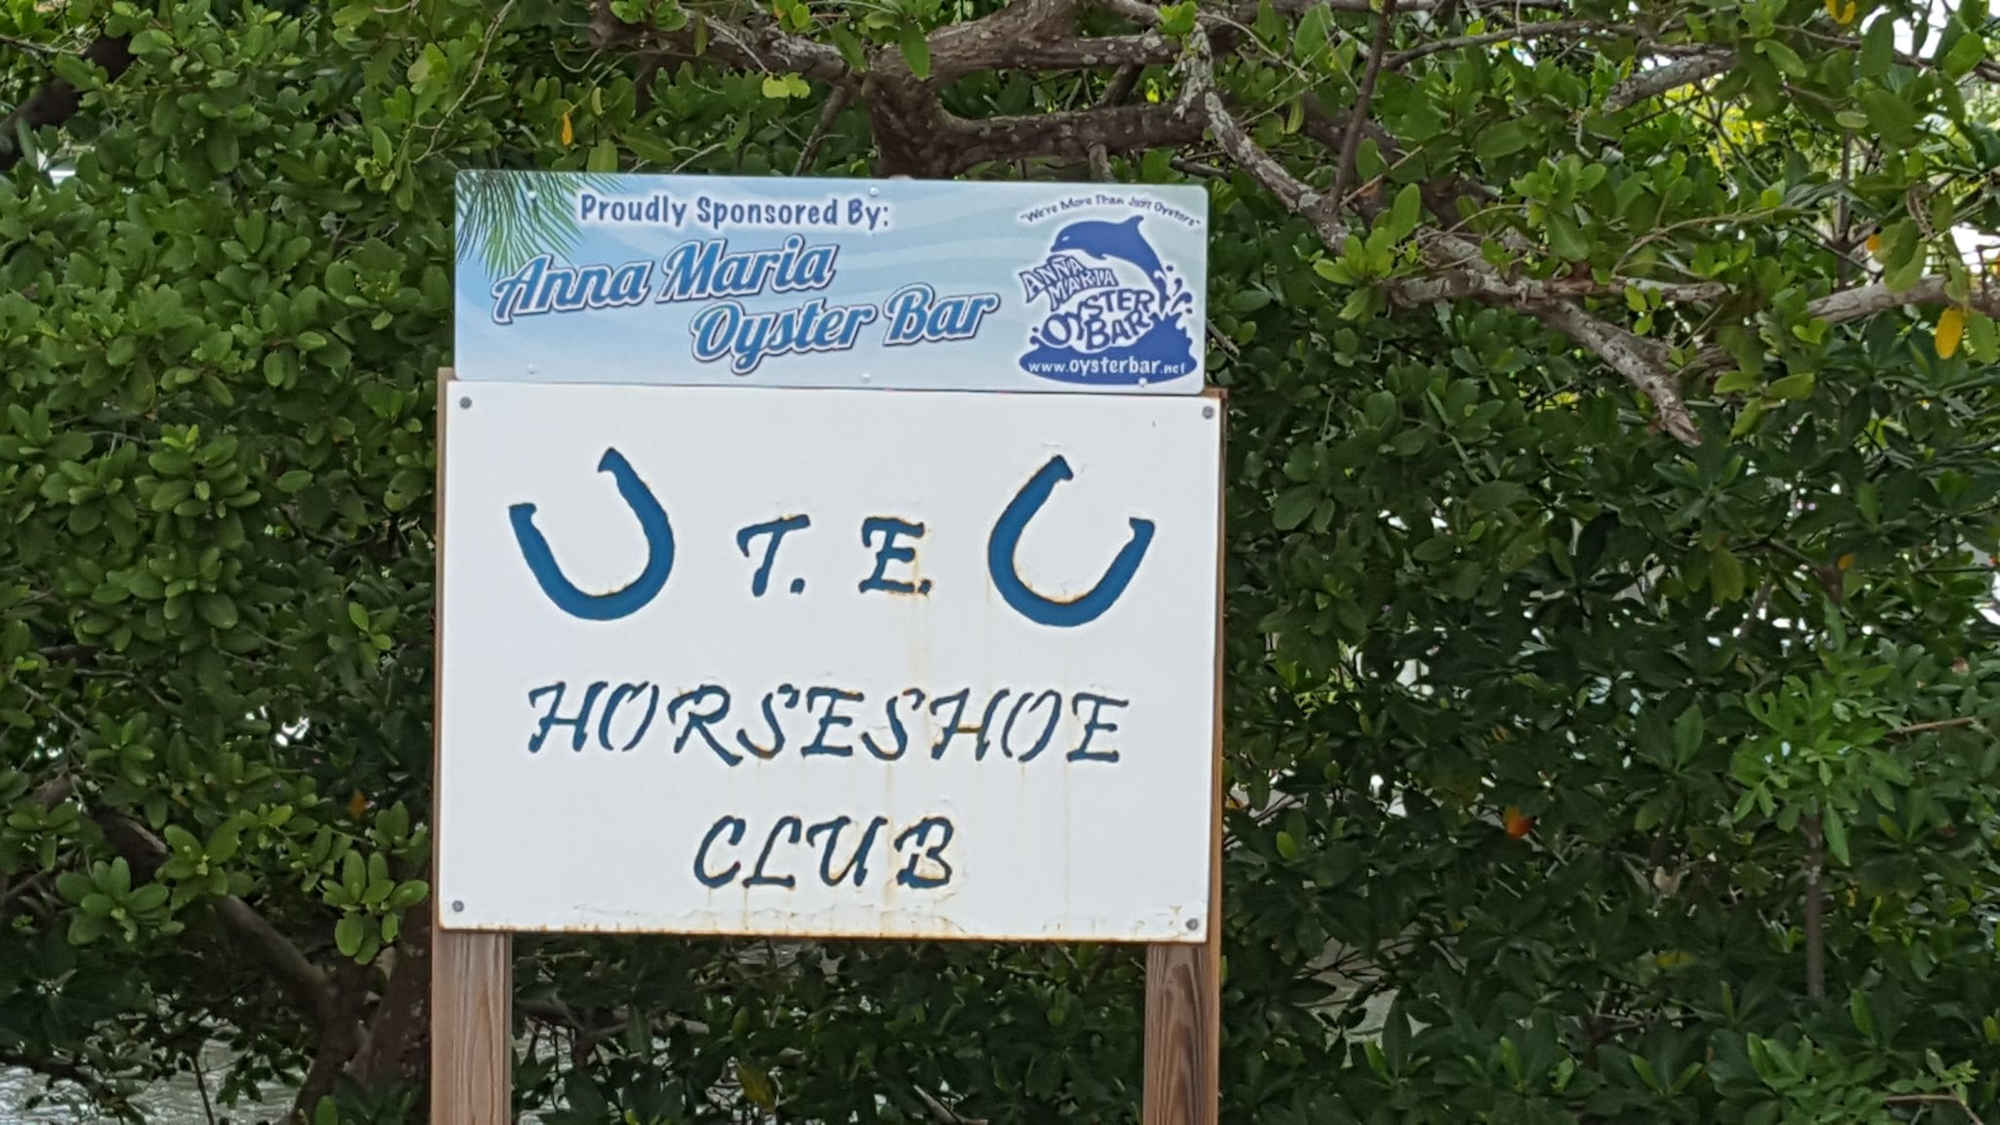 Proudly Sponsored By:
Anna Maria
Oyster Bar
"We're More Than Just Oysters"
ANNA
MARIA
OYSTER
BAR
www.oysterbar.net
T. E.
HORSESHOE
CLUB